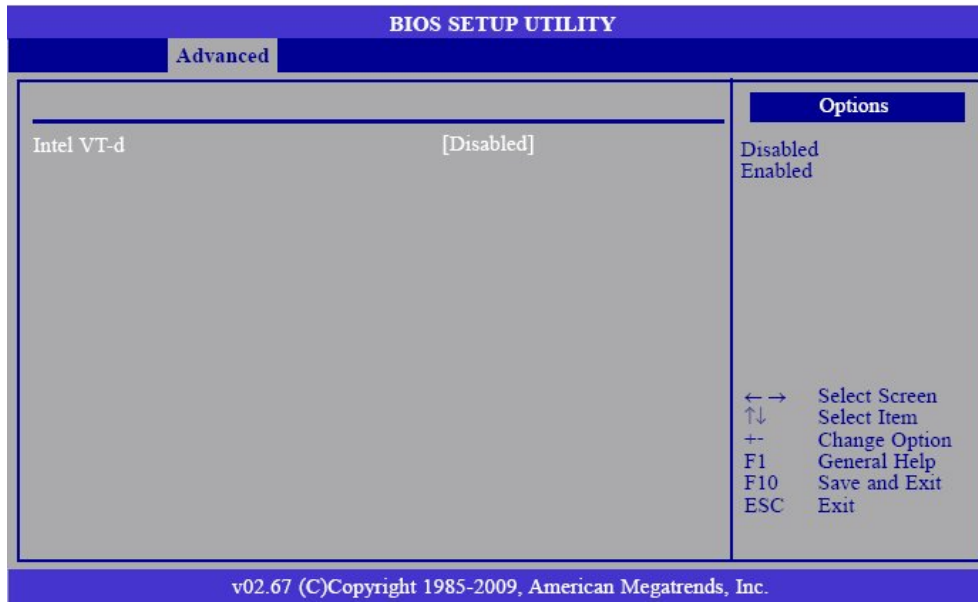 BIOS SETUP UTILITY
Advanced
Intel VT-d [Disabled]
Options
Disabled
Enabled
←→ Select Screen
↑↓ Select Item
+- Change Option
F1 General Help
F10 Save and Exit
ESC Exit
v02.67 (C)Copyright 1985-2009, American Megatrends, Inc.